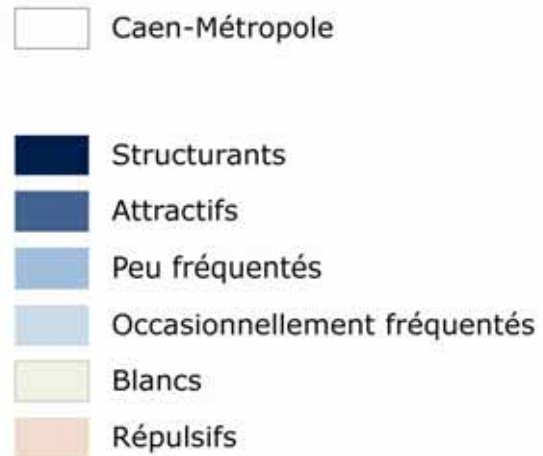 Caen-Métropole
Structurants
Attractifs
Peu fréquentés
Occasionnellement fréquentés
Blancs
Répulsifs